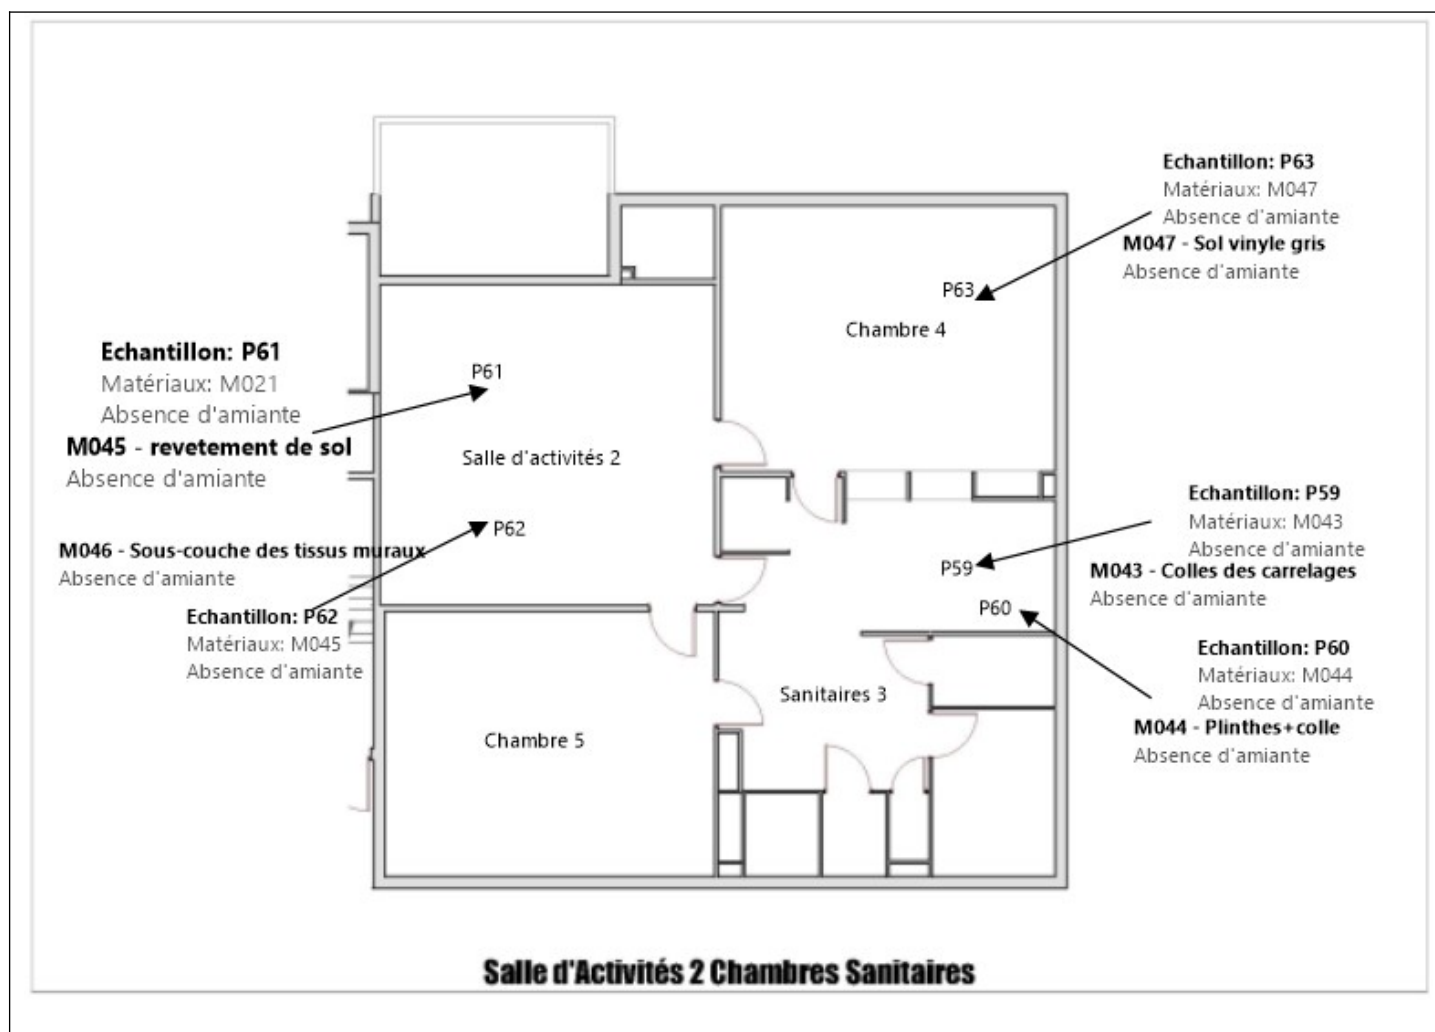 Echantillon: P63
Matériaux: M047
Absence d'amiante
M047 - Sol vinyle gris
Absence d'amiante
P63
Chambre 4
Echantillon: P61
Matériaux: M021
Absence d'amiante
M045 - revetement de sol
Absence d'amiante
P61
Salle d'activités 2
P62
M046 - Sous-couche des tissus muraux
Absence d'amiante
Echantillon: P62
Matériaux: M045
Absence d'amiante
Echantillon: P59
Matériaux: M043
Absence d'amiante
M043 - Colles des carrelages
Absence d'amiante
P59
P60
Echantillon: P60
Matériaux: M044
Absence d'amiante
M044 - Plinthes+colle
Absence d'amiante
Sanitaires 3
Chambre 5
Salle d'Activités 2 Chambres Sanitaires